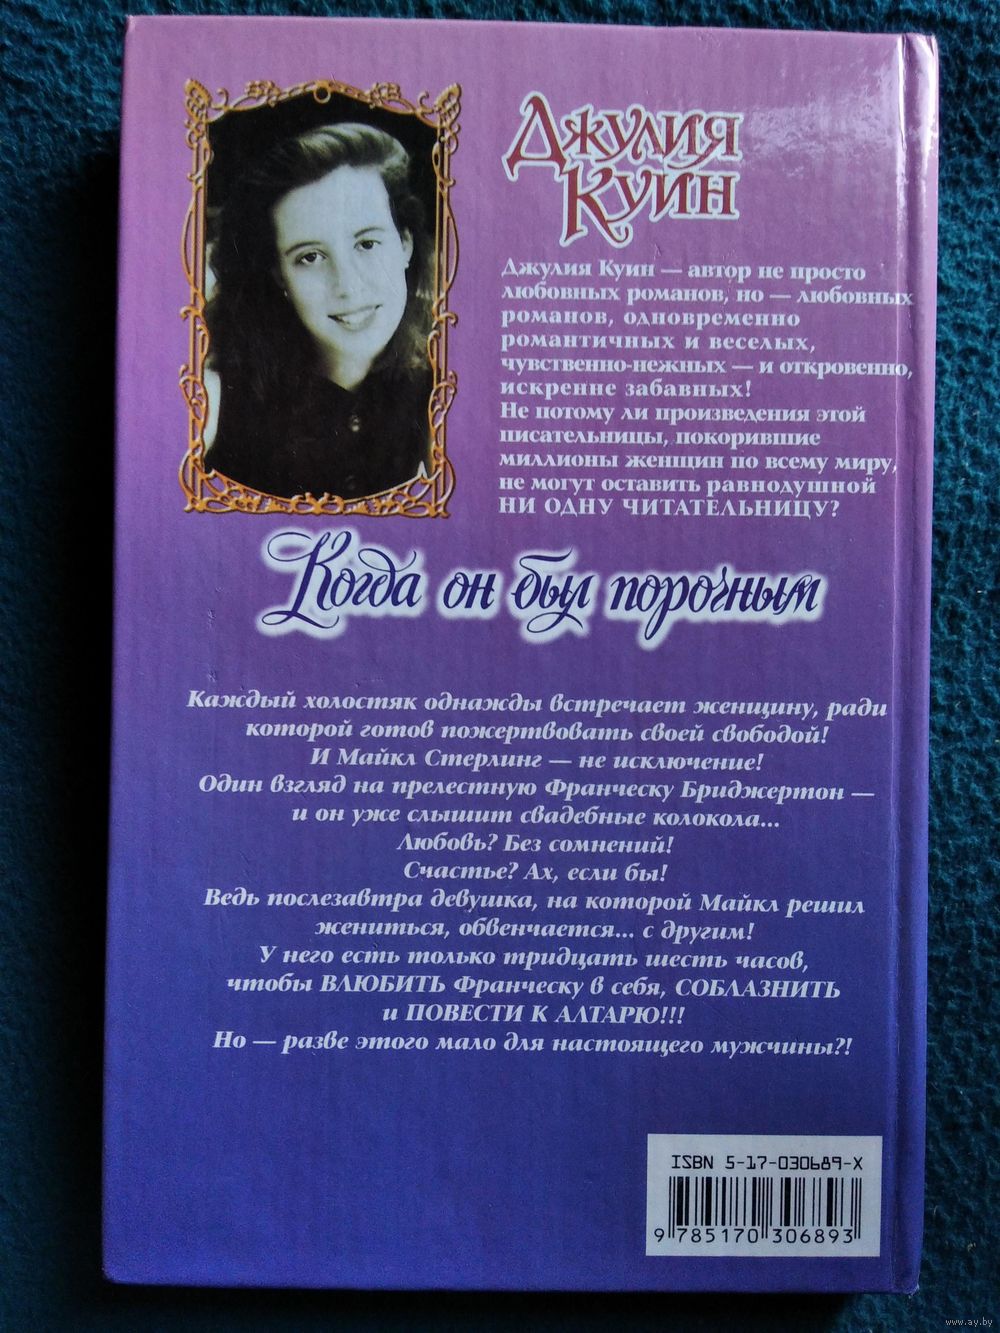 Джулия
Куин
Джулия Куин — автор не просто
любовных романов, но — любовных
романов, одновременно
романтичных и веселых,
чувственно-нежных — и откровенно,
искренне забавных!
Не потому ли произведения этой
писательницы, покорившие
миллионы женщин по всему миру,
не могут оставить равнодушной
НИ ОДНУ ЧИТАТЕЛЬНИЦУ?
Когда он был порочным
Каждый холостяк однажды встречает женщину, ради
которой готов пожертвовать своей свободой!
И Майкл Стерлинг — не исключение!
Один взгляд на прелестную Франческу Бриджертон —
и он уже слышит свадебные колокола...
Любовь? Без сомнений!
Счастье? Ах, если бы!
Ведь послезавтра девушка, на которой Майкл решил
жениться, обвенчается... с другим!
У него есть только тридцать шесть часов,
чтобы ВЛЮБИТЬ Франческу в себя, СОБЛАЗНИТЬ
и ПОВЕСТИ К АЛТАРЮ!!!
Но — разве этого мало для настоящего мужчины?!
ISBN 5-17-030689-X
9 785170 306893
www.ay.by